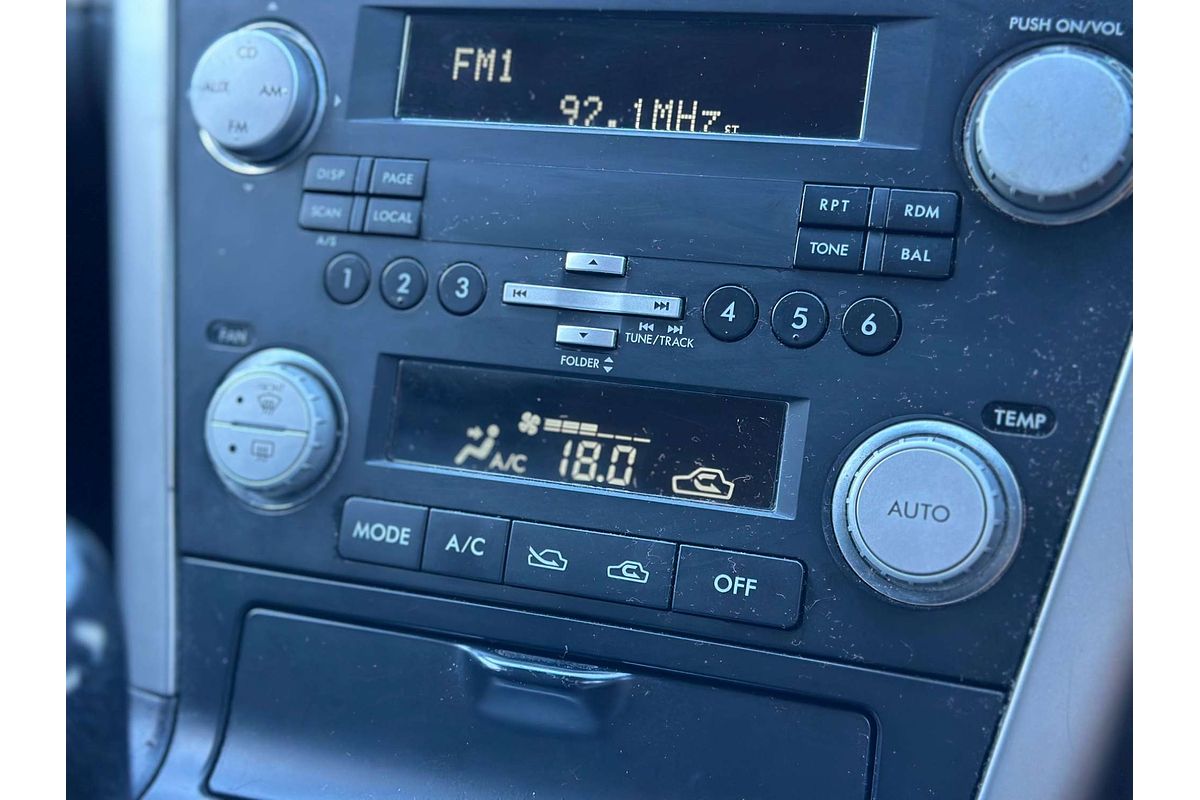 PUSH ON/VOL
CD
AUX
AM
FM
FM1
92.1MHz
ST
DISP
PAGE
SCAN
LOCAL
A/S
RPT
RDM
TONE
BAL
1
2
3
4
5
6
TUNE/TRACK
FOLDER
FAN
TEMP
A/C
18.0
AUTO
MODE
A/C
OFF